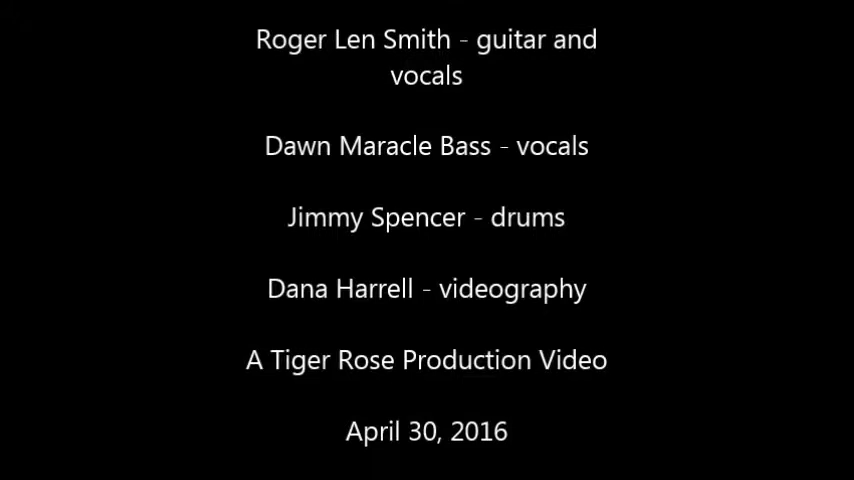 Roger Len Smith - guitar and
vocals
Dawn Maracle Bass - vocals
Jimmy Spencer - drums
Dana Harrell - videography
A Tiger Rose Production Video
April 30, 2016